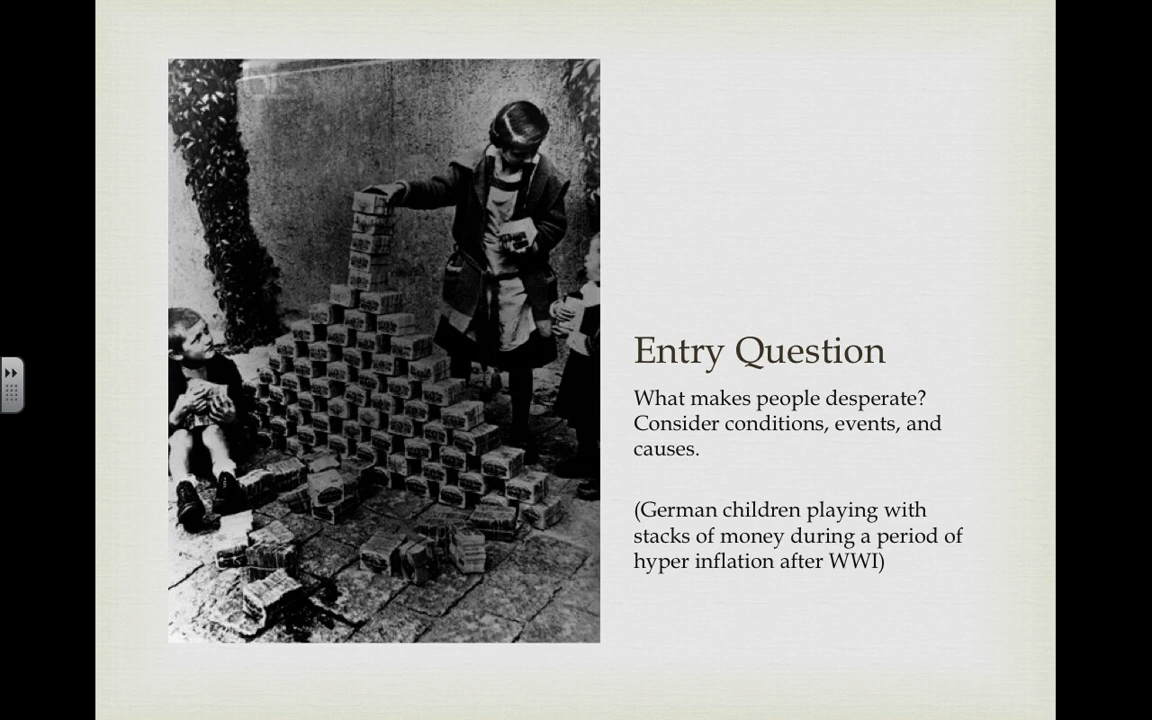 Entry Question
What makes people desperate?
Consider conditions, events, and
causes.
(German children playing with
stacks of money during a period of
hyper inflation after WWI)